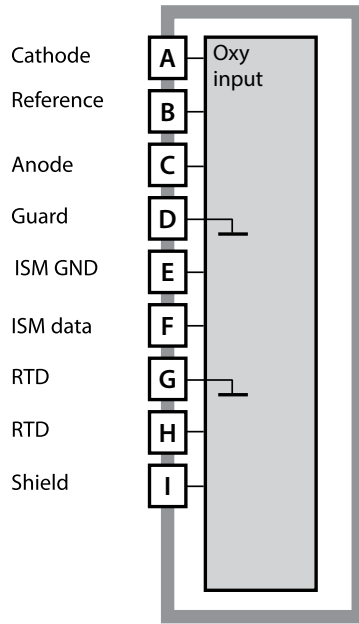 Cathode A Oxy
input
Reference B
Anode C
Guard D
ISM GND E
ISM data F
RTD G
RTD H
Shield I